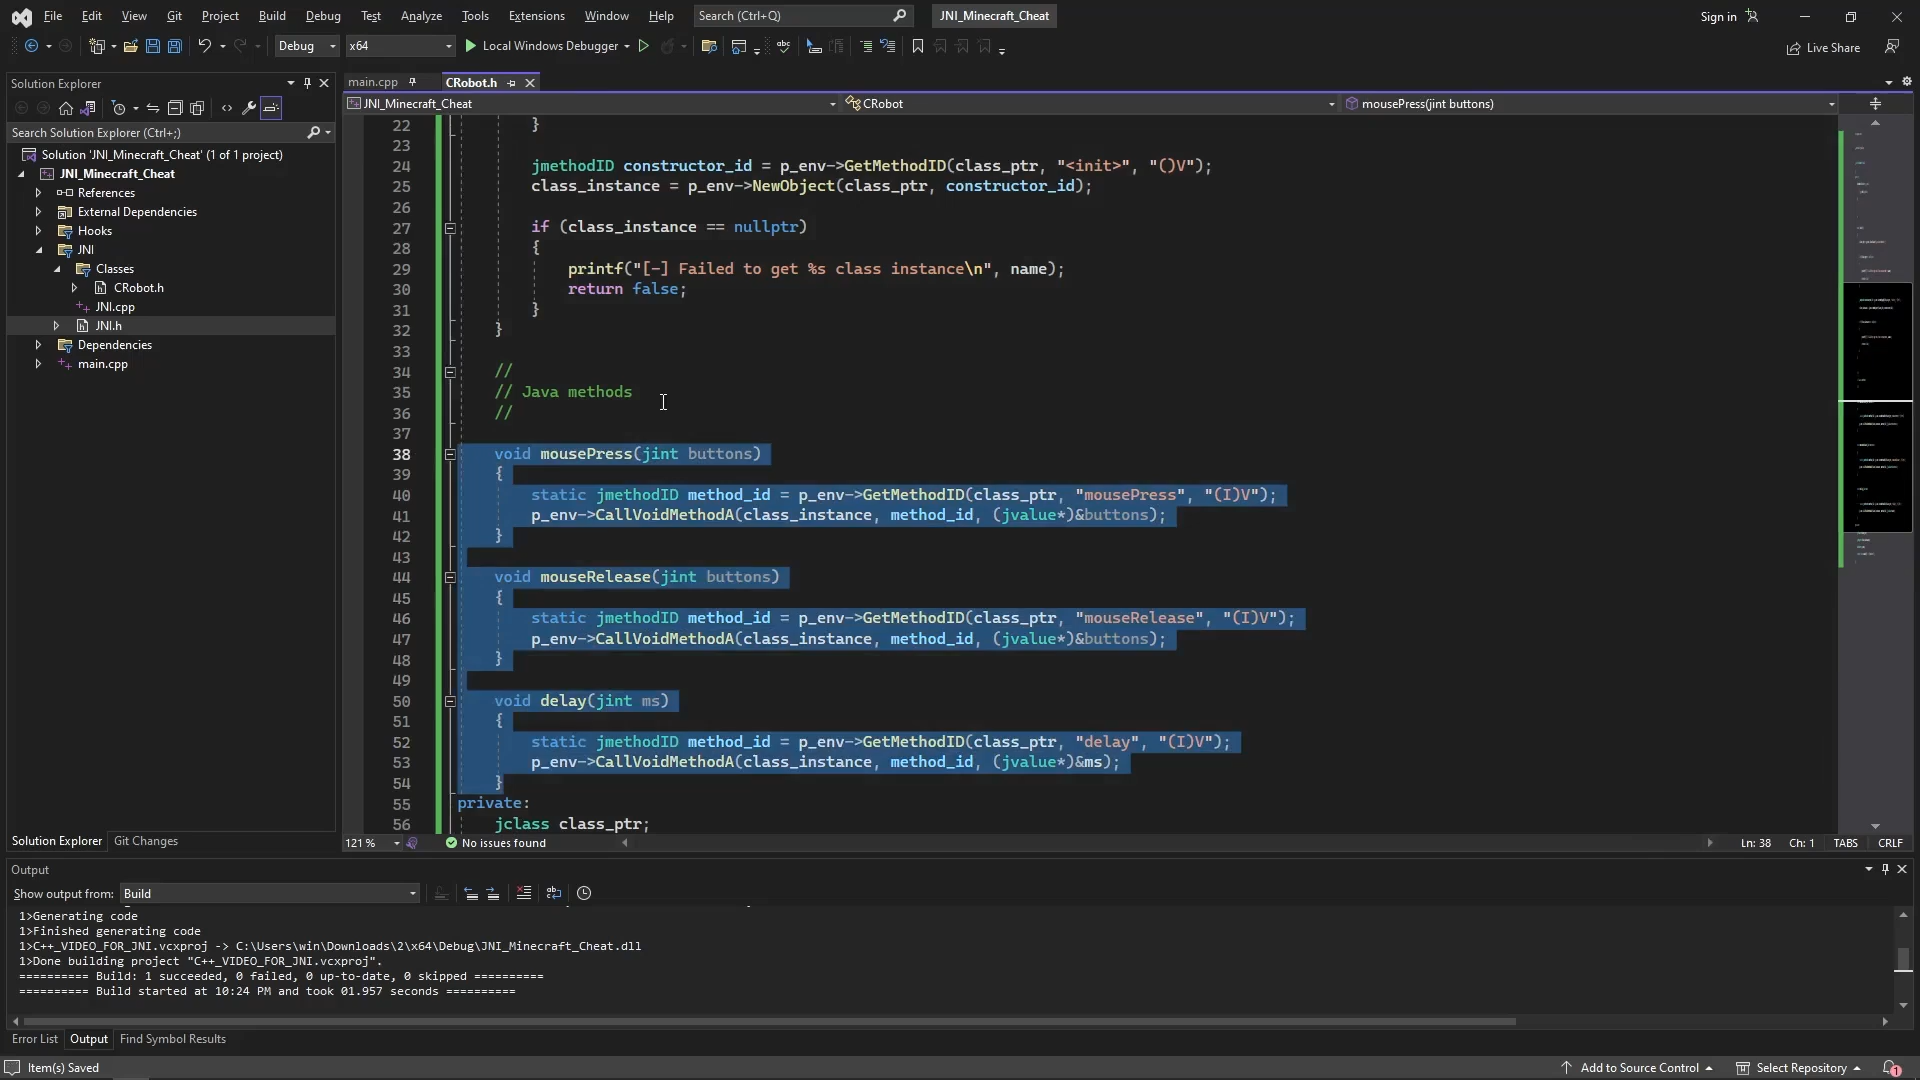 File Edit View Git Project Build Debug Test Analyze Tools Extensions Window Help Search (Ctrl+Q) JNI_Minecraft_Cheat Sign in
Debug x64 Local Windows Debugger Live Share
Solution Explorer
main.cpp CRobot.h
JNI_Minecraft_Cheat CRobot mousePress(jint buttons)
Search Solution Explorer (Ctrl+;)
Solution 'JNI_Minecraft_Cheat' (1 of 1 project)
JNI_Minecraft_Cheat
References
External Dependencies
Hooks
JNI
Classes
CRobot.h
JNI.cpp
JNI.h
Dependencies
main.cpp
22 }
23
24 jmethodID constructor_id = p_env->GetMethodID(class_ptr, "<init>", "()V");
25 class_instance = p_env->NewObject(class_ptr, constructor_id);
26
27 if (class_instance == nullptr)
28 {
29 printf("[-] Failed to get %s class instance\n", name);
30 return false;
31 }
32 }
33
34 //
35 // Java methods
36 //
37
38 void mousePress(jint buttons)
39 {
40 static jmethodID method_id = p_env->GetMethodID(class_ptr, "mousePress", "(I)V");
41 p_env->CallVoidMethodA(class_instance, method_id, (jvalue*)&buttons);
42 }
43
44 void mouseRelease(jint buttons)
45 {
46 static jmethodID method_id = p_env->GetMethodID(class_ptr, "mouseRelease", "(I)V");
47 p_env->CallVoidMethodA(class_instance, method_id, (jvalue*)&buttons);
48 }
49
50 void delay(jint ms)
51 {
52 static jmethodID method_id = p_env->GetMethodID(class_ptr, "delay", "(I)V");
53 p_env->CallVoidMethodA(class_instance, method_id, (jvalue*)&ms);
54 }
55 private:
56 jclass class_ptr;
Solution Explorer Git Changes
121 % No issues found Ln: 38 Ch: 1 TABS CRLF
Output
Show output from: Build
1>Generating code
1>Finished generating code
1>C++_VIDEO_FOR_JNI.vcxproj -> C:\Users\win\Downloads\2\x64\Debug\JNI_Minecraft_Cheat.dll
1>Done building project "C++_VIDEO_FOR_JNI.vcxproj".
========== Build: 1 succeeded, 0 failed, 0 up-to-date, 0 skipped ==========
========== Build started at 10:24 PM and took 01.957 seconds ==========
Error List Output Find Symbol Results
Item(s) Saved Add to Source Control Select Repository 1